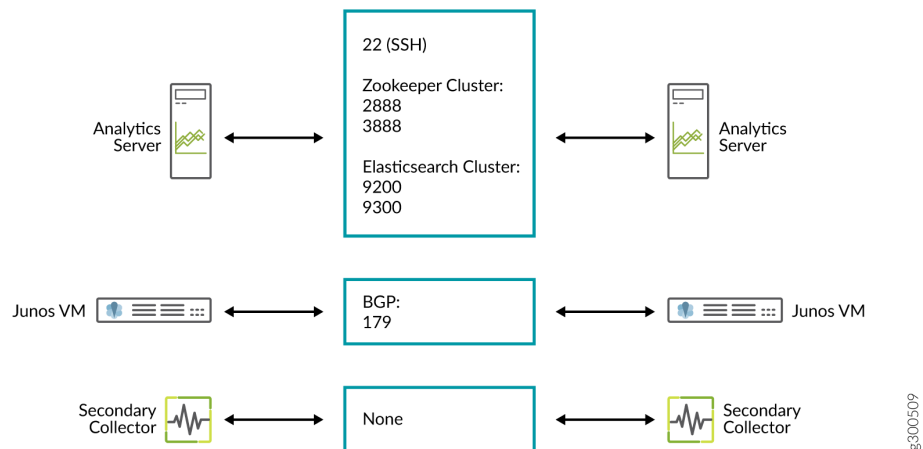 22 (SSH)
Zookeeper Cluster:
2888
3888
Elasticsearch Cluster:
9200
9300
Analytics
Server
Analytics
Server
Junos VM
BGP:
179
Junos VM
Secondary
Collector
None
Secondary
Collector
g300509